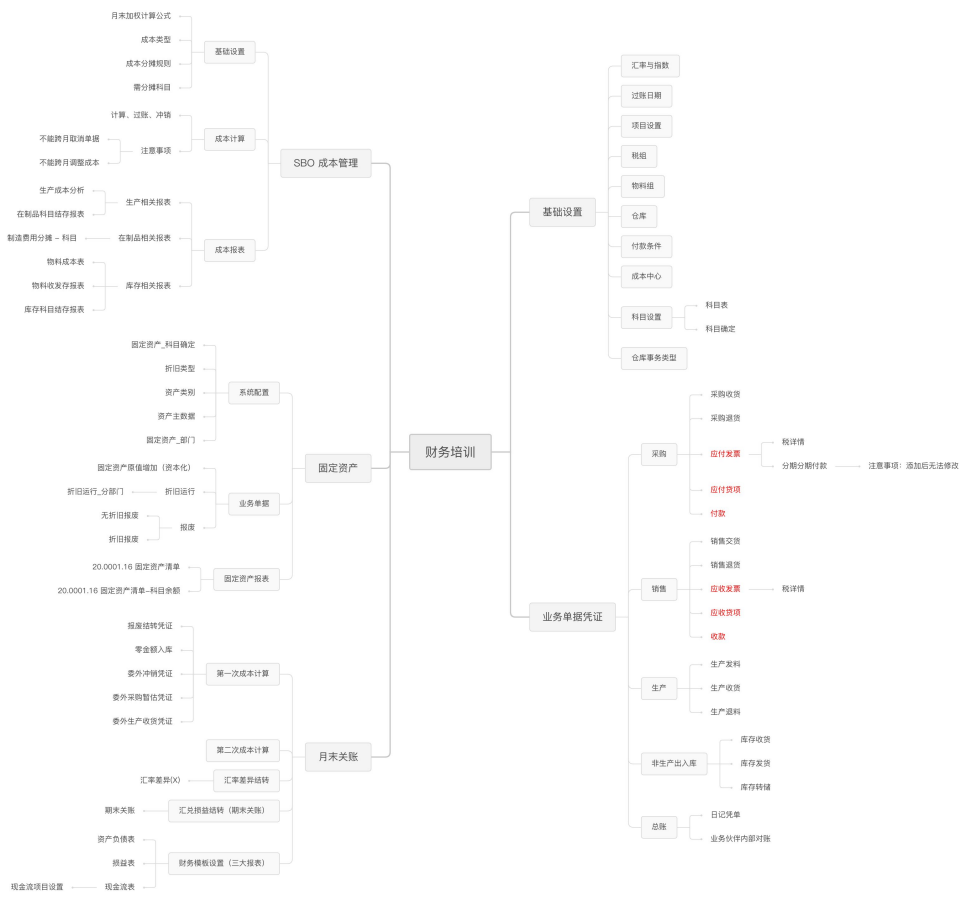 财务培训
基础设置
汇率与指数
过账日期
项目设置
税组
物料组
仓库
付款条件
成本中心
科目设置
科目表
科目确定
仓库事务类型
业务单据凭证
采购
采购收货
采购退货
应付发票
税详情
分期分期付款
注意事项：添加后无法修改
应付贷项
付款
销售
销售交货
销售退货
应收发票
税详情
应收贷项
收款
生产
生产发料
生产收货
生产退料
非生产出入库
库存收货
库存发货
库存转储
总账
日记凭单
业务伙伴内部对账
SBO 成本管理
基础设置
月末加权计算公式
成本类型
成本分摊规则
需分摊科目
成本计算
计算、过账、冲销
注意事项
不能跨月取消单据
不能跨月调整成本
成本报表
生产相关报表
生产成本分析
在制品科目结存报表
在制品相关报表
制造费用分摊 – 科目
库存相关报表
物料成本表
物料收发存报表
库存科目结存报表
固定资产
系统配置
固定资产_科目确定
折旧类型
资产类别
资产主数据
固定资产_部门
业务单据
固定资产原值增加（资本化）
折旧运行
折旧运行_分部门
报废
无折旧报废
折旧报废
固定资产报表
20.0001.16 固定资产清单
20.0001.16 固定资产清单–科目余额
月末关账
第一次成本计算
报废结转凭证
零金额入库
委外冲销凭证
委外采购暂估凭证
委外生产收货凭证
第二次成本计算
汇率差异结转
汇率差异(X)
汇兑损益结转（期末关账）
期末关账
财务模板设置（三大报表）
资产负债表
损益表
现金流表
现金流项目设置